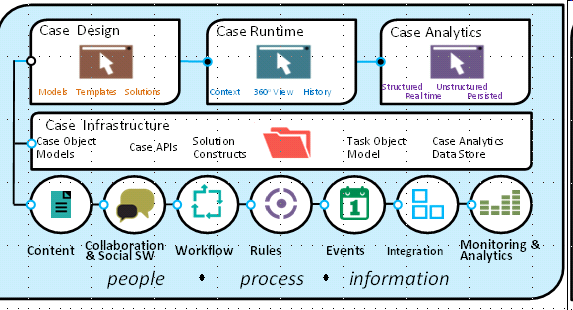 Case Design
Case Runtime
Case Analytics
Models Templates Solutions
Context 360° View History
Structured Unstructured
Realtime Persisted
Case Infrastructure
Case Object
Models
Case APIs
Solution
Constructs
Task Object
Model
Case Analytics
Data Store
1
Content
Collaboration
& Social SW
Workflow
Rules
Events
Integration
Monitoring &
Analytics
people • process • information